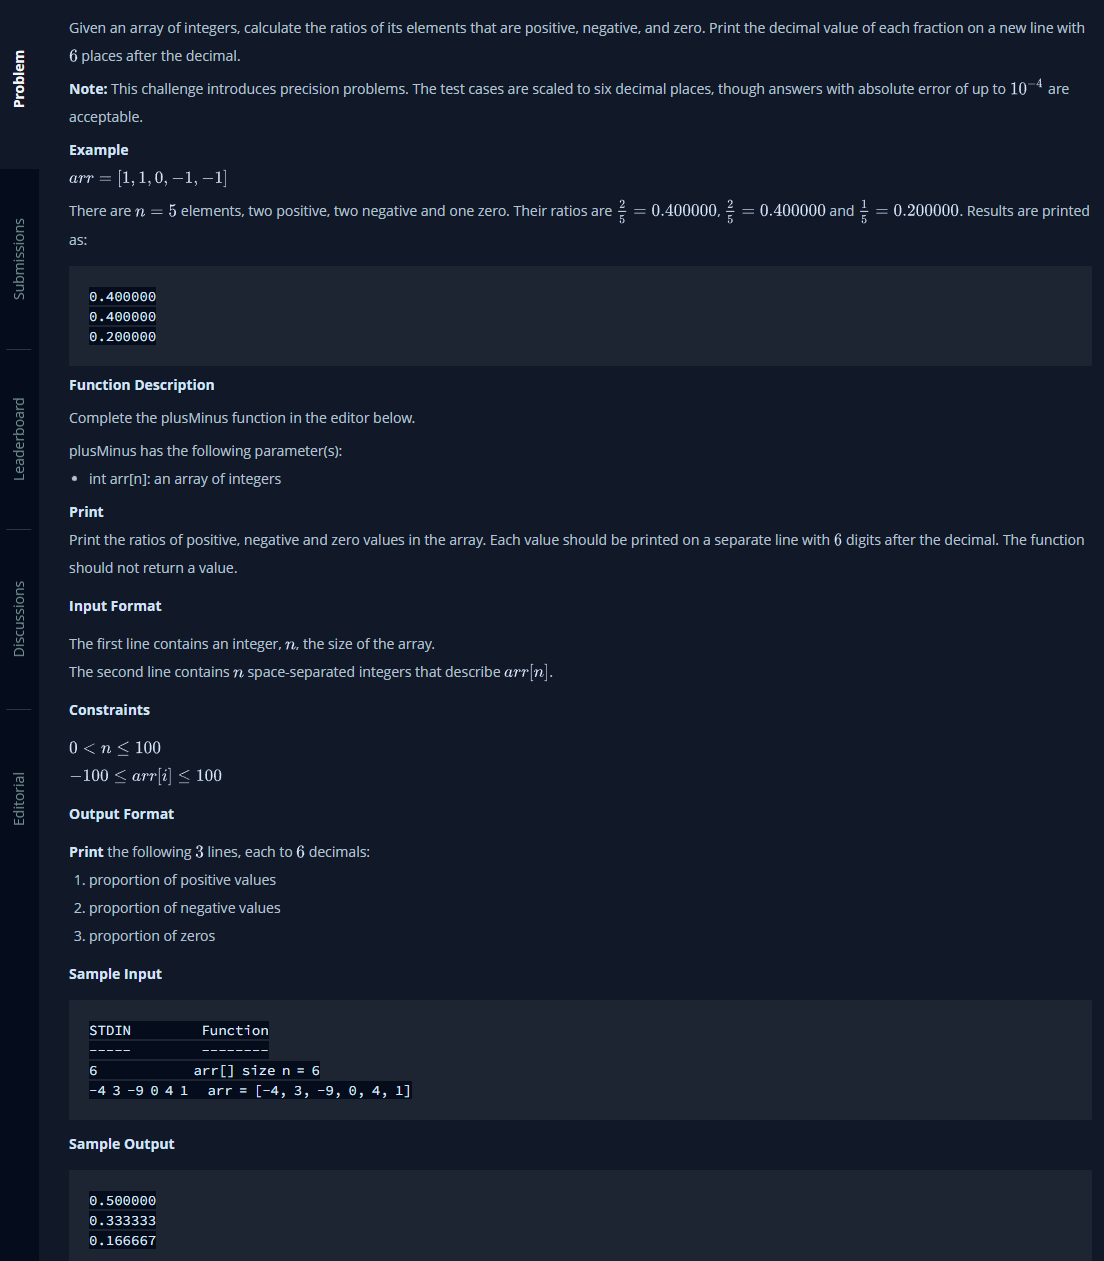 Problem
Submissions
Leaderboard
Discussions
Editorial
Given an array of integers, calculate the ratios of its elements that are positive, negative, and zero. Print the decimal value of each fraction on a new line with
6 places after the decimal.
Note: This challenge introduces precision problems. The test cases are scaled to six decimal places, though answers with absolute error of up to 10⁻⁴ are
acceptable.
Example
arr = [1, 1, 0, −1, −1]
There are n = 5 elements, two positive, two negative and one zero. Their ratios are 2/5 = 0.400000, 2/5 = 0.400000 and 1/5 = 0.200000. Results are printed
as:
0.400000
0.400000
0.200000
Function Description
Complete the plusMinus function in the editor below.
plusMinus has the following parameter(s):
• int arr[n]: an array of integers
Print
Print the ratios of positive, negative and zero values in the array. Each value should be printed on a separate line with 6 digits after the decimal. The function
should not return a value.
Input Format
The first line contains an integer, n, the size of the array.
The second line contains n space-separated integers that describe arr[n].
Constraints
0 < n ≤ 100
−100 ≤ arr[i] ≤ 100
Output Format
Print the following 3 lines, each to 6 decimals:
1. proportion of positive values
2. proportion of negative values
3. proportion of zeros
Sample Input
STDIN Function
----- --------
6 arr[] size n = 6
-4 3 -9 0 4 1 arr = [-4, 3, -9, 0, 4, 1]
Sample Output
0.500000
0.333333
0.166667